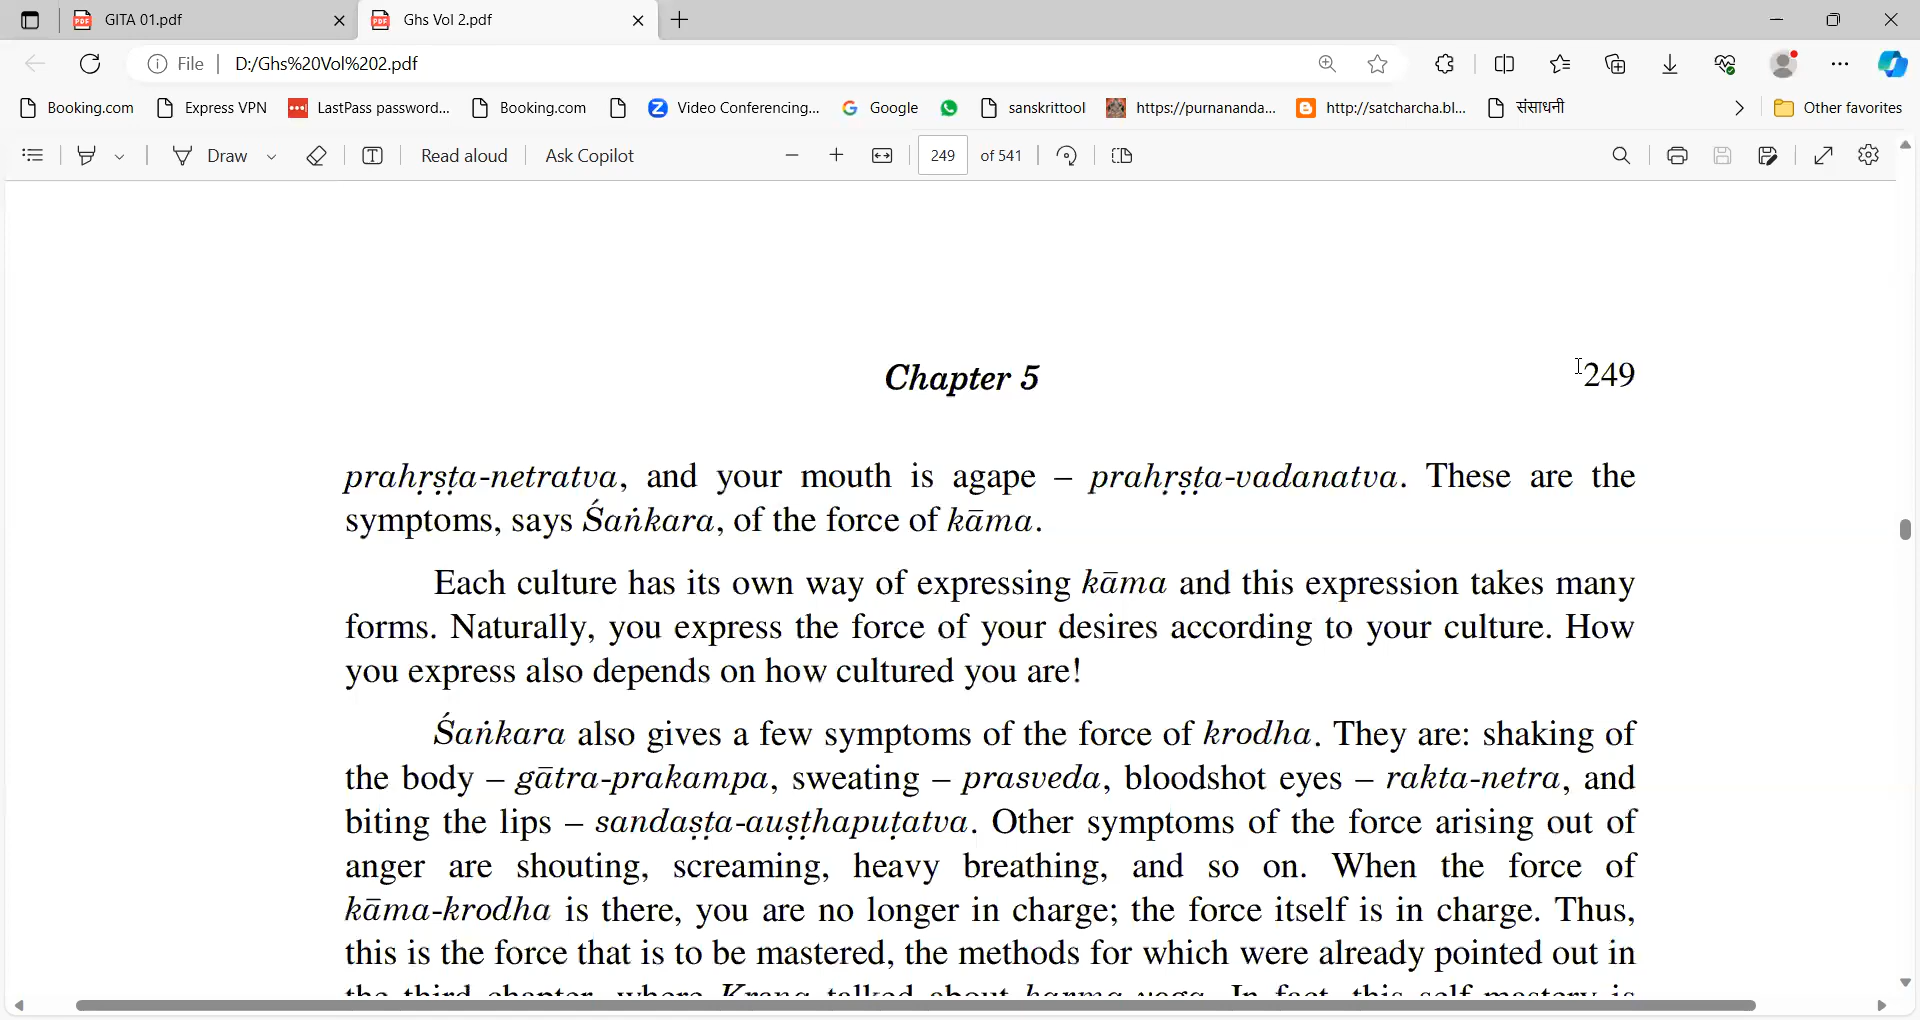 GITA 01.pdf
Ghs Vol 2.pdf
File
D:/Ghs%20Vol%202.pdf
Booking.com
Express VPN
LastPass password...
Booking.com
Video Conferencing...
Google
sanskrittool
https://purnananda...
http://satcharcha.bl...
संसाधनी
Other favorites
Draw
Read aloud
Ask Copilot
249 of 541
Chapter 5
249
prahṛṣṭa-netratva, and your mouth is agape – prahṛṣṭa-vadanatva. These are the
symptoms, says Śaṅkara, of the force of kāma.
Each culture has its own way of expressing kāma and this expression takes many
forms. Naturally, you express the force of your desires according to your culture. How
you express also depends on how cultured you are!
Śaṅkara also gives a few symptoms of the force of krodha. They are: shaking of
the body – gātra-prakampa, sweating – prasveda, bloodshot eyes – rakta-netra, and
biting the lips – sandaṣṭa-auṣṭhapuṭatva. Other symptoms of the force arising out of
anger are shouting, screaming, heavy breathing, and so on. When the force of
kāma-krodha is there, you are no longer in charge; the force itself is in charge. Thus,
this is the force that is to be mastered, the methods for which were already pointed out in
the third chapter, where Kṛṣṇa talked about karma-yoga. In fact, this self-mastery is